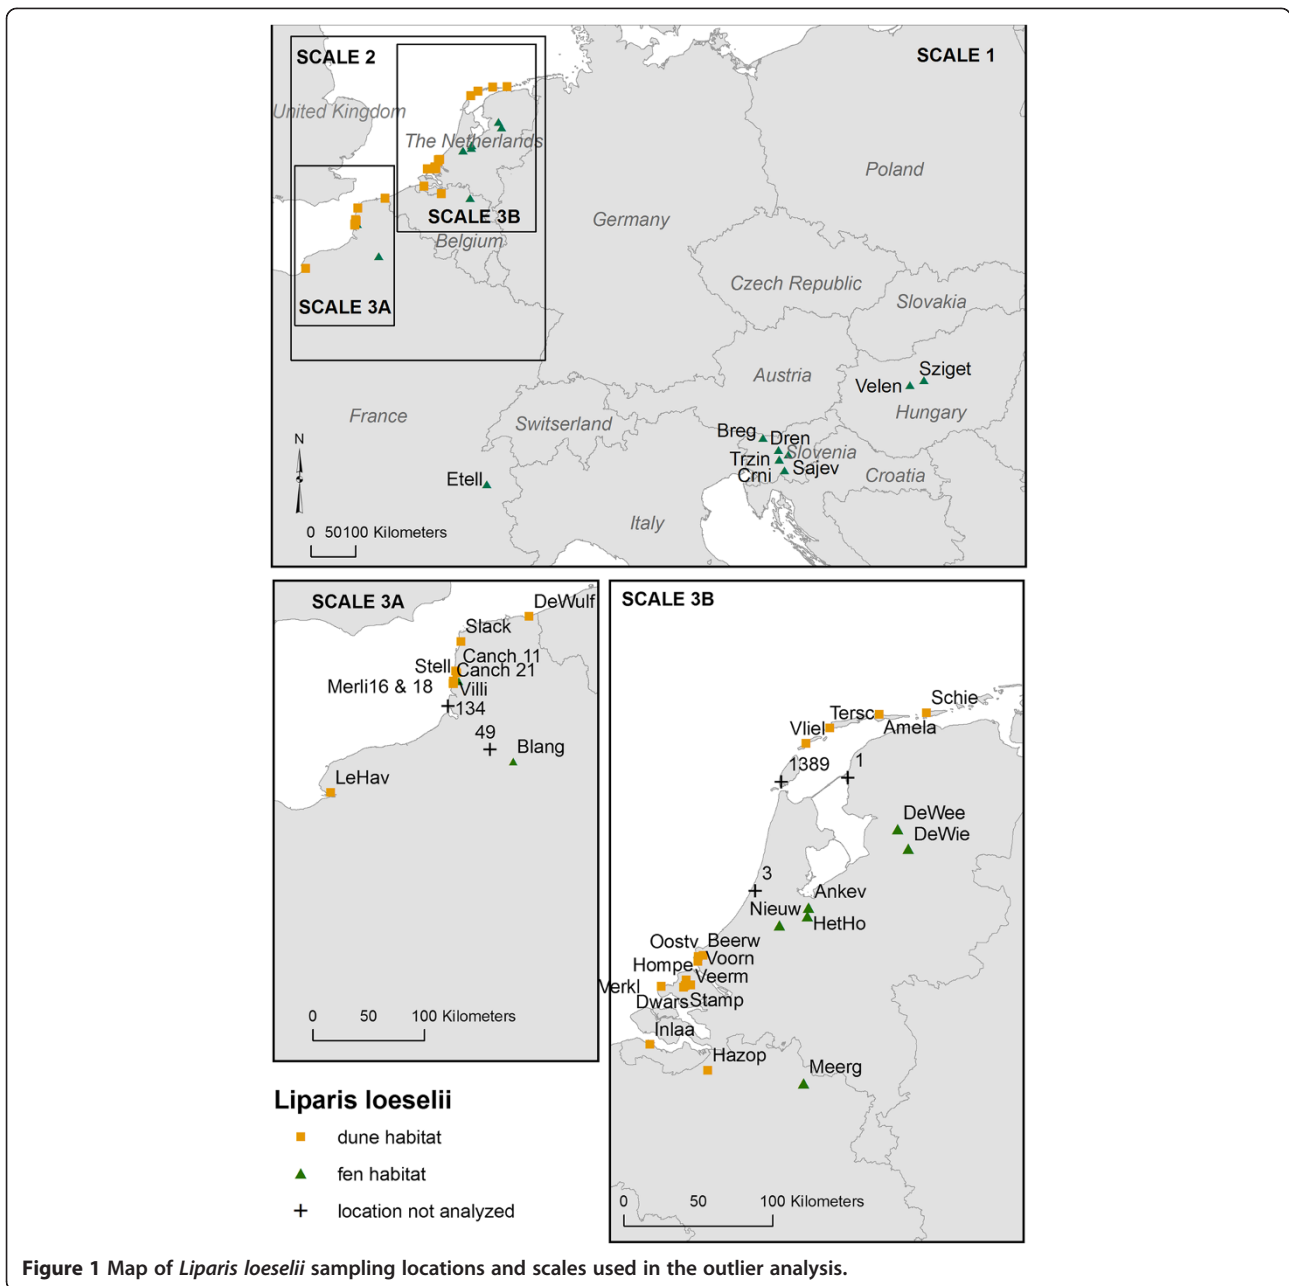 SCALE 2
SCALE 1
United Kingdom
The Netherlands
Poland
SCALE 3B
Germany
Belgium
Czech Republic
SCALE 3A
Slovakia
Austria
Sziget
Velen
France
Switserland
Hungary
Breg
Dren
Slovenia
Trzin
Sajev
Crni
Croatia
Etell
N
Italy
0 50100 Kilometers
SCALE 3A
DeWulf
Slack
Canch 11
Stell
Canch 21
Merli16 & 18
Villi
134
49
Blang
LeHav
0 50 100 Kilometers
SCALE 3B
Schie
Tersc
Vliel
Amela
1389
1
DeWee
DeWie
3
Ankev
Nieuw
HetHo
Oostv
Beerw
Voorn
Hompe
Veerm
Verkl
Dwars
Stamp
Inlaa
Hazop
Meerg
0 50 100 Kilometers
Liparis loeselii
dune habitat
fen habitat
location not analyzed
Figure 1 Map of Liparis loeselii sampling locations and scales used in the outlier analysis.